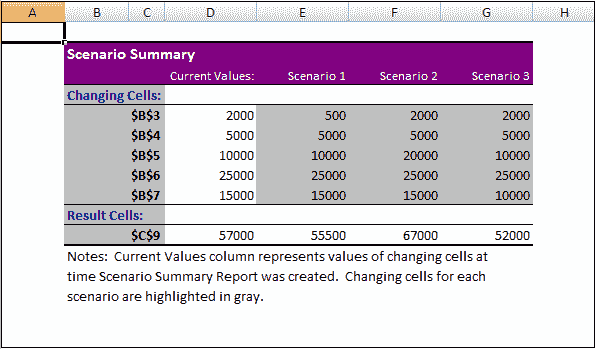 A B C D E F G H
Scenario Summary
Current Values: Scenario 1 Scenario 2 Scenario 3
Changing Cells:
$B$3 2000 500 2000 2000
$B$4 5000 5000 5000 5000
$B$5 10000 10000 20000 10000
$B$6 25000 25000 25000 25000
$B$7 15000 15000 15000 10000
Result Cells:
$C$9 57000 55500 67000 52000
Notes: Current Values column represents values of changing cells at
time Scenario Summary Report was created. Changing cells for each
scenario are highlighted in gray.